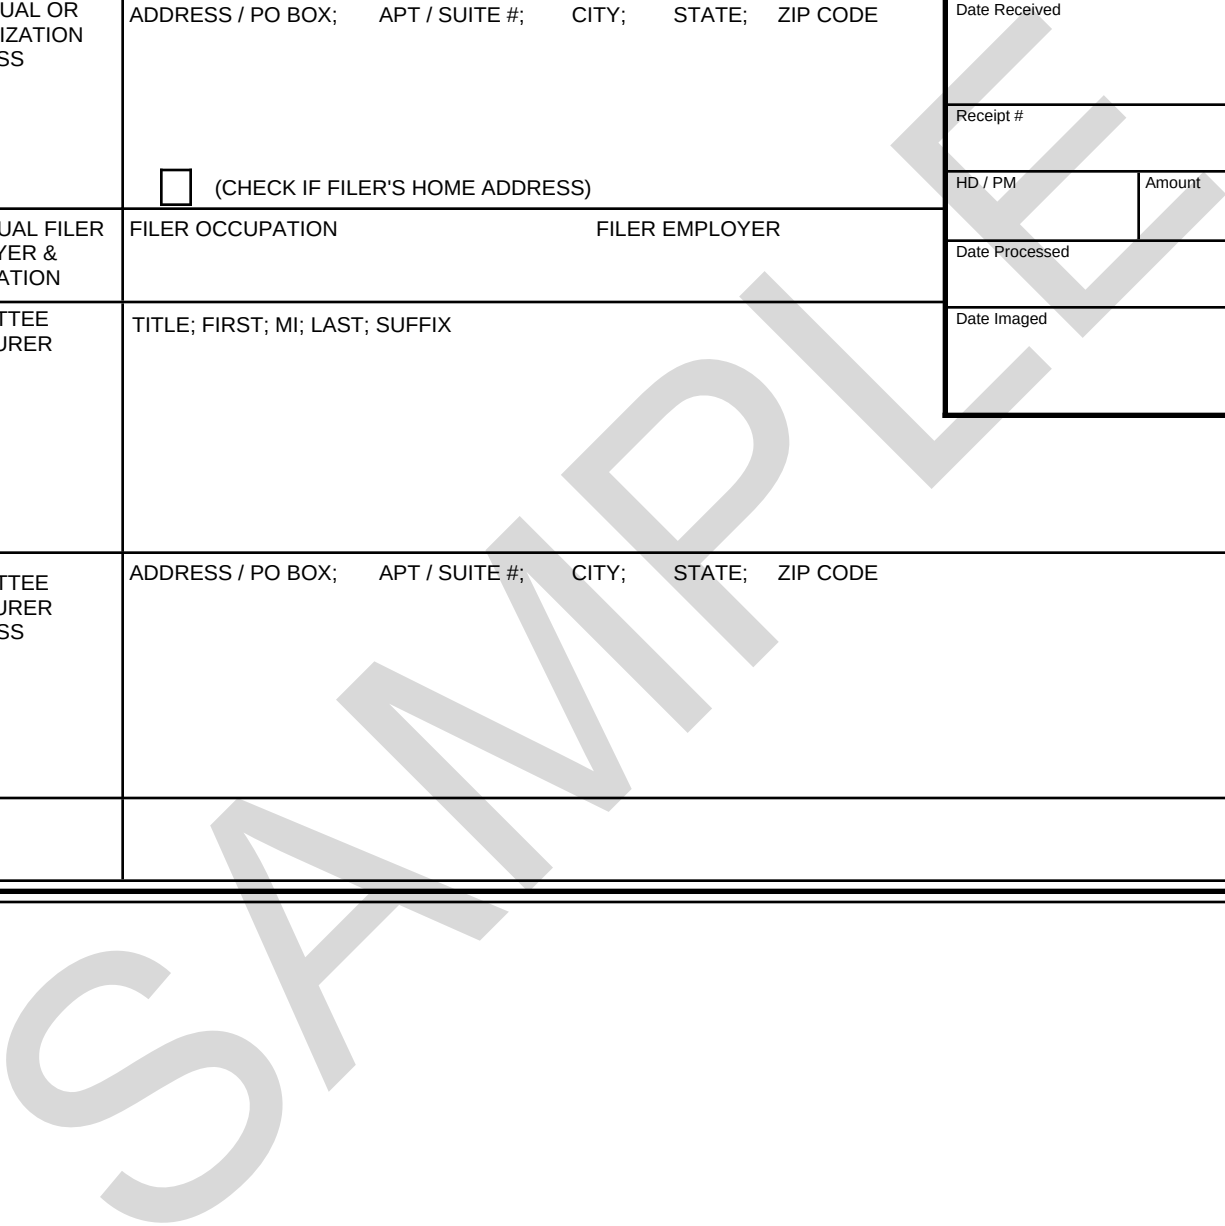 UAL OR
IZATION
SS
ADDRESS / PO BOX; APT / SUITE #; CITY; STATE; ZIP CODE
(CHECK IF FILER'S HOME ADDRESS)
Date Received
Receipt #
HD / PM
Amount
Date Processed
Date Imaged
UAL FILER
YER &
ATION
FILER OCCUPATION
FILER EMPLOYER
TTEE
URER
TITLE; FIRST; MI; LAST; SUFFIX
TTEE
URER
SS
ADDRESS / PO BOX; APT / SUITE #; CITY; STATE; ZIP CODE
SAMPLE